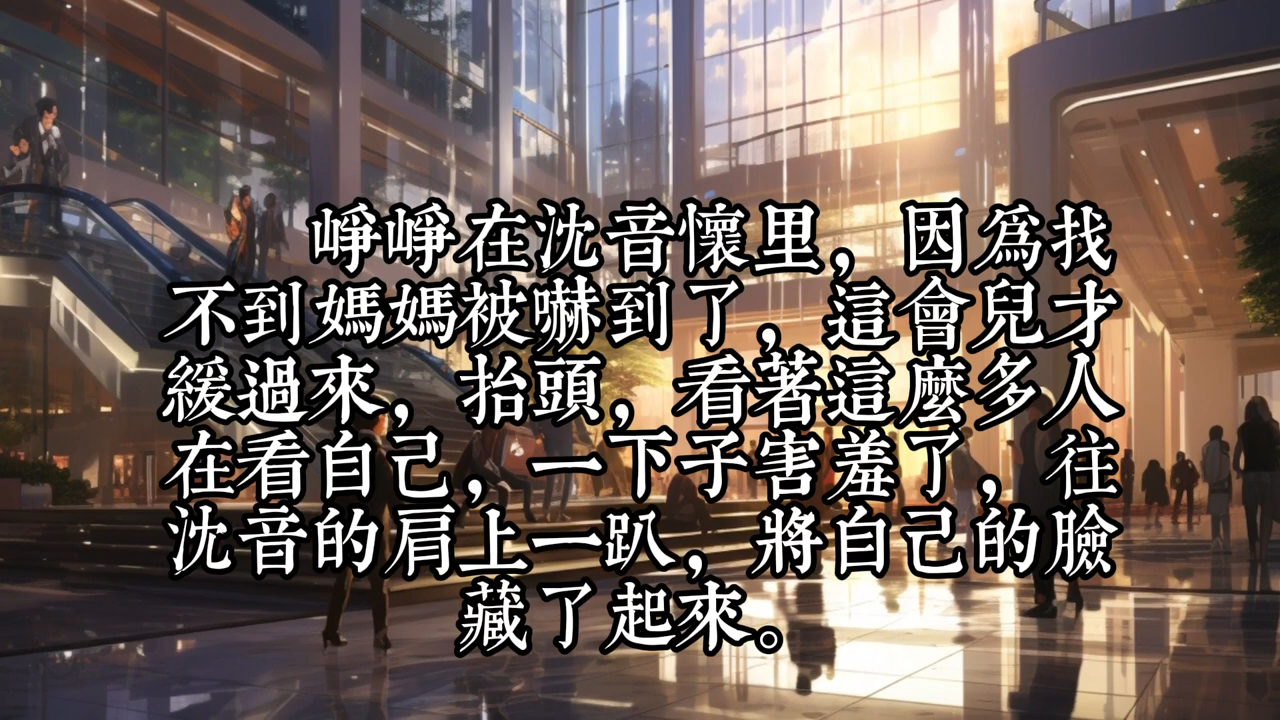 崢崢在沈音懷里，因爲找
不到媽媽被嚇到了，這會兒才
緩過來，抬頭，看著這麼多人
在看自己，一下子害羞了，往
沈音的肩上一趴，將自己的臉
藏了起來。